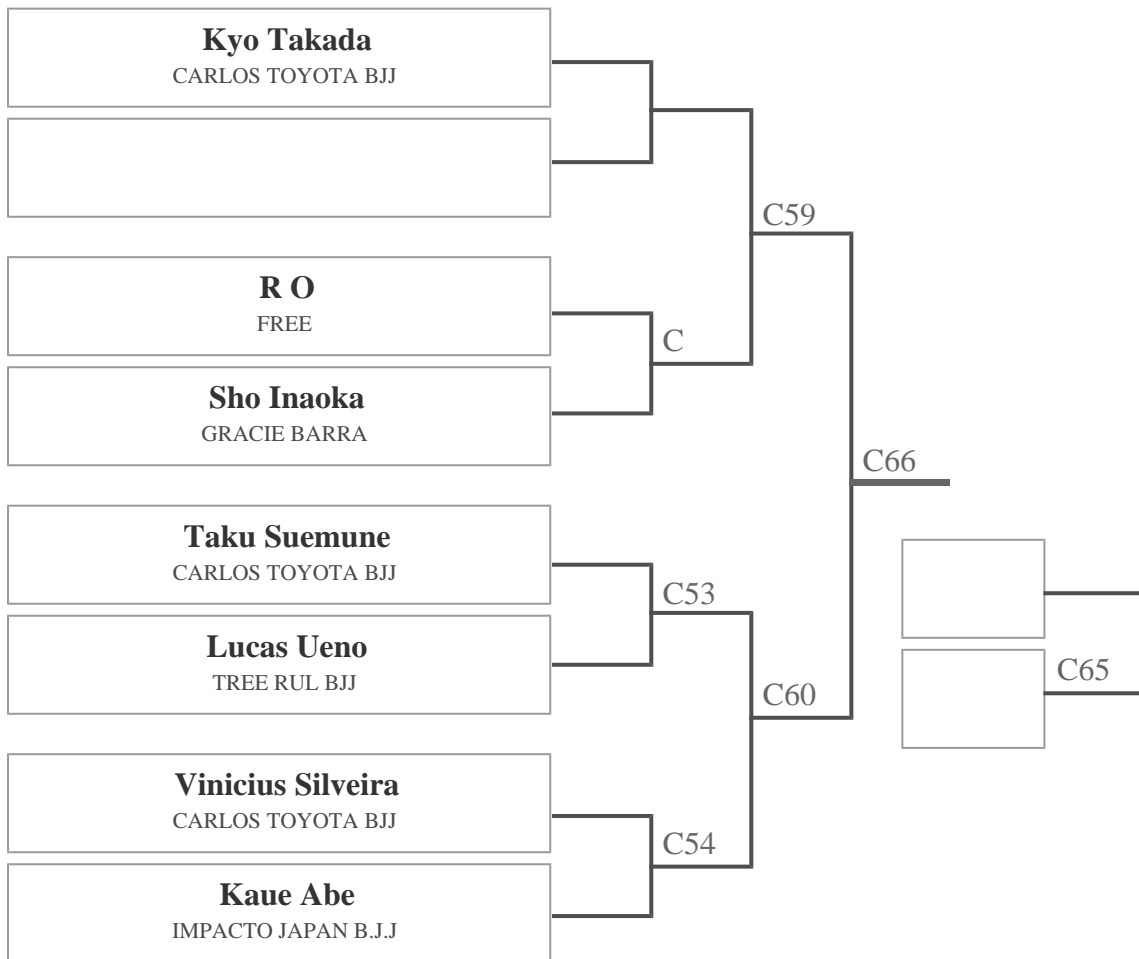 Kyo Takada
CARLOS TOYOTA BJJ
C59
R O
FREE
C
Sho Inaoka
GRACIE BARRA
C66
Taku Suemune
CARLOS TOYOTA BJJ
C53
Lucas Ueno
TREE RUL BJJ
C65
C60
Vinicius Silveira
CARLOS TOYOTA BJJ
C54
Kaue Abe
IMPACTO JAPAN B.J.J